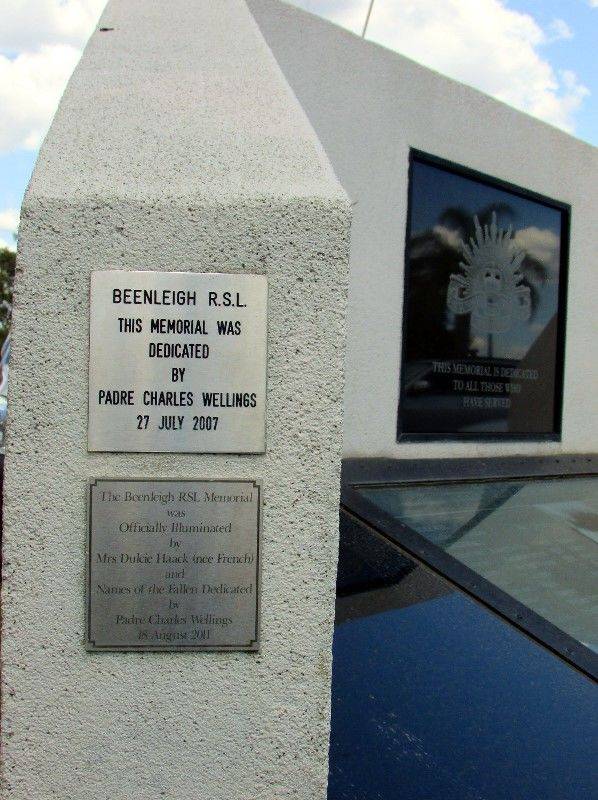 BEENLEIGH R.S.L.
THIS MEMORIAL WAS
DEDICATED
BY
PADRE CHARLES WELLINGS
27 JULY 2007
The Beenleigh RSL Memorial
was
Officially Illuminated
by
Mrs Dulcie Haack (nee French)
and
Names of the Fallen Dedicated
by
Padre Charles Wellings
18 August 2011
THIS MEMORIAL IS DEDICATED
TO ALL THOSE WHO
HAVE SERVED